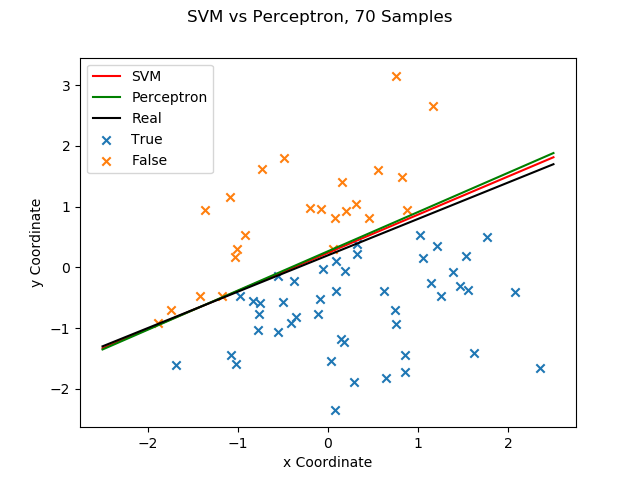 SVM vs Perceptron, 70 Samples
SVM
Perceptron
Real
True
False
3
2
1
0
−1
−2
y Coordinate
−2
−1
0
1
2
x Coordinate